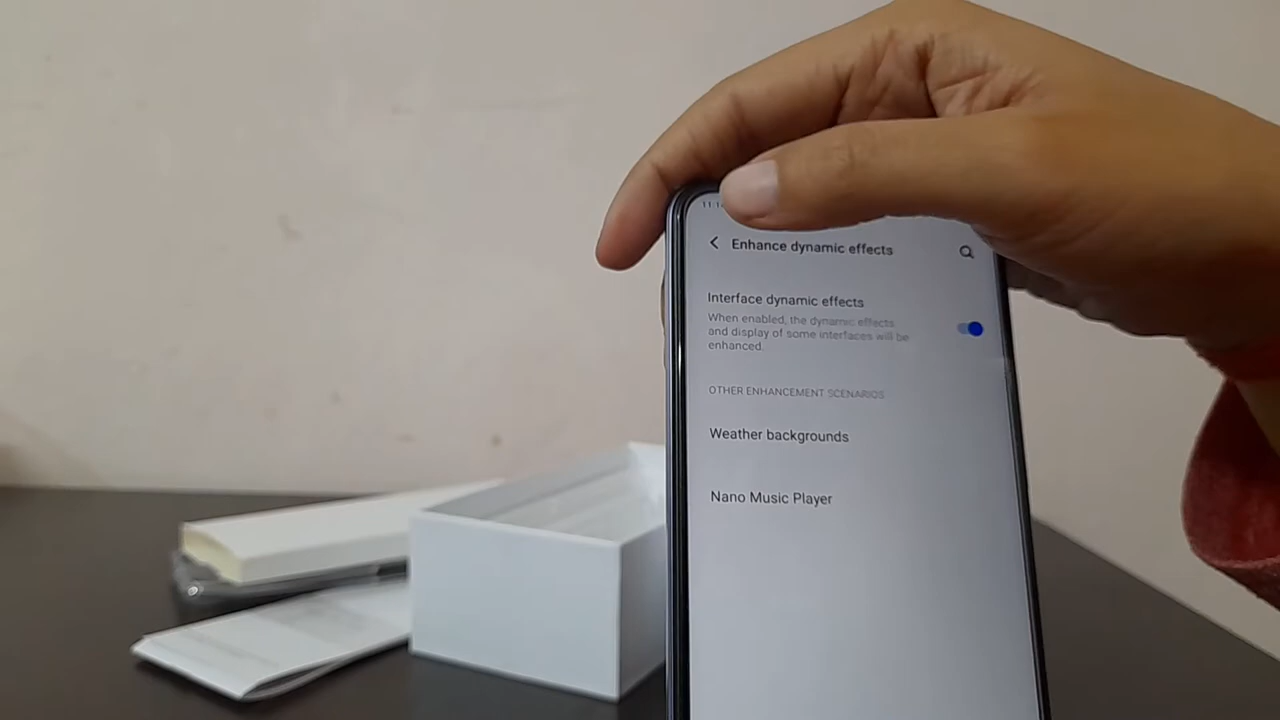 Enhance dynamic effects
Interface dynamic effects
When enabled, the dynamic effects
and display of some interfaces will be
enhanced.
OTHER ENHANCEMENT SCENARIOS
Weather backgrounds
Nano Music Player